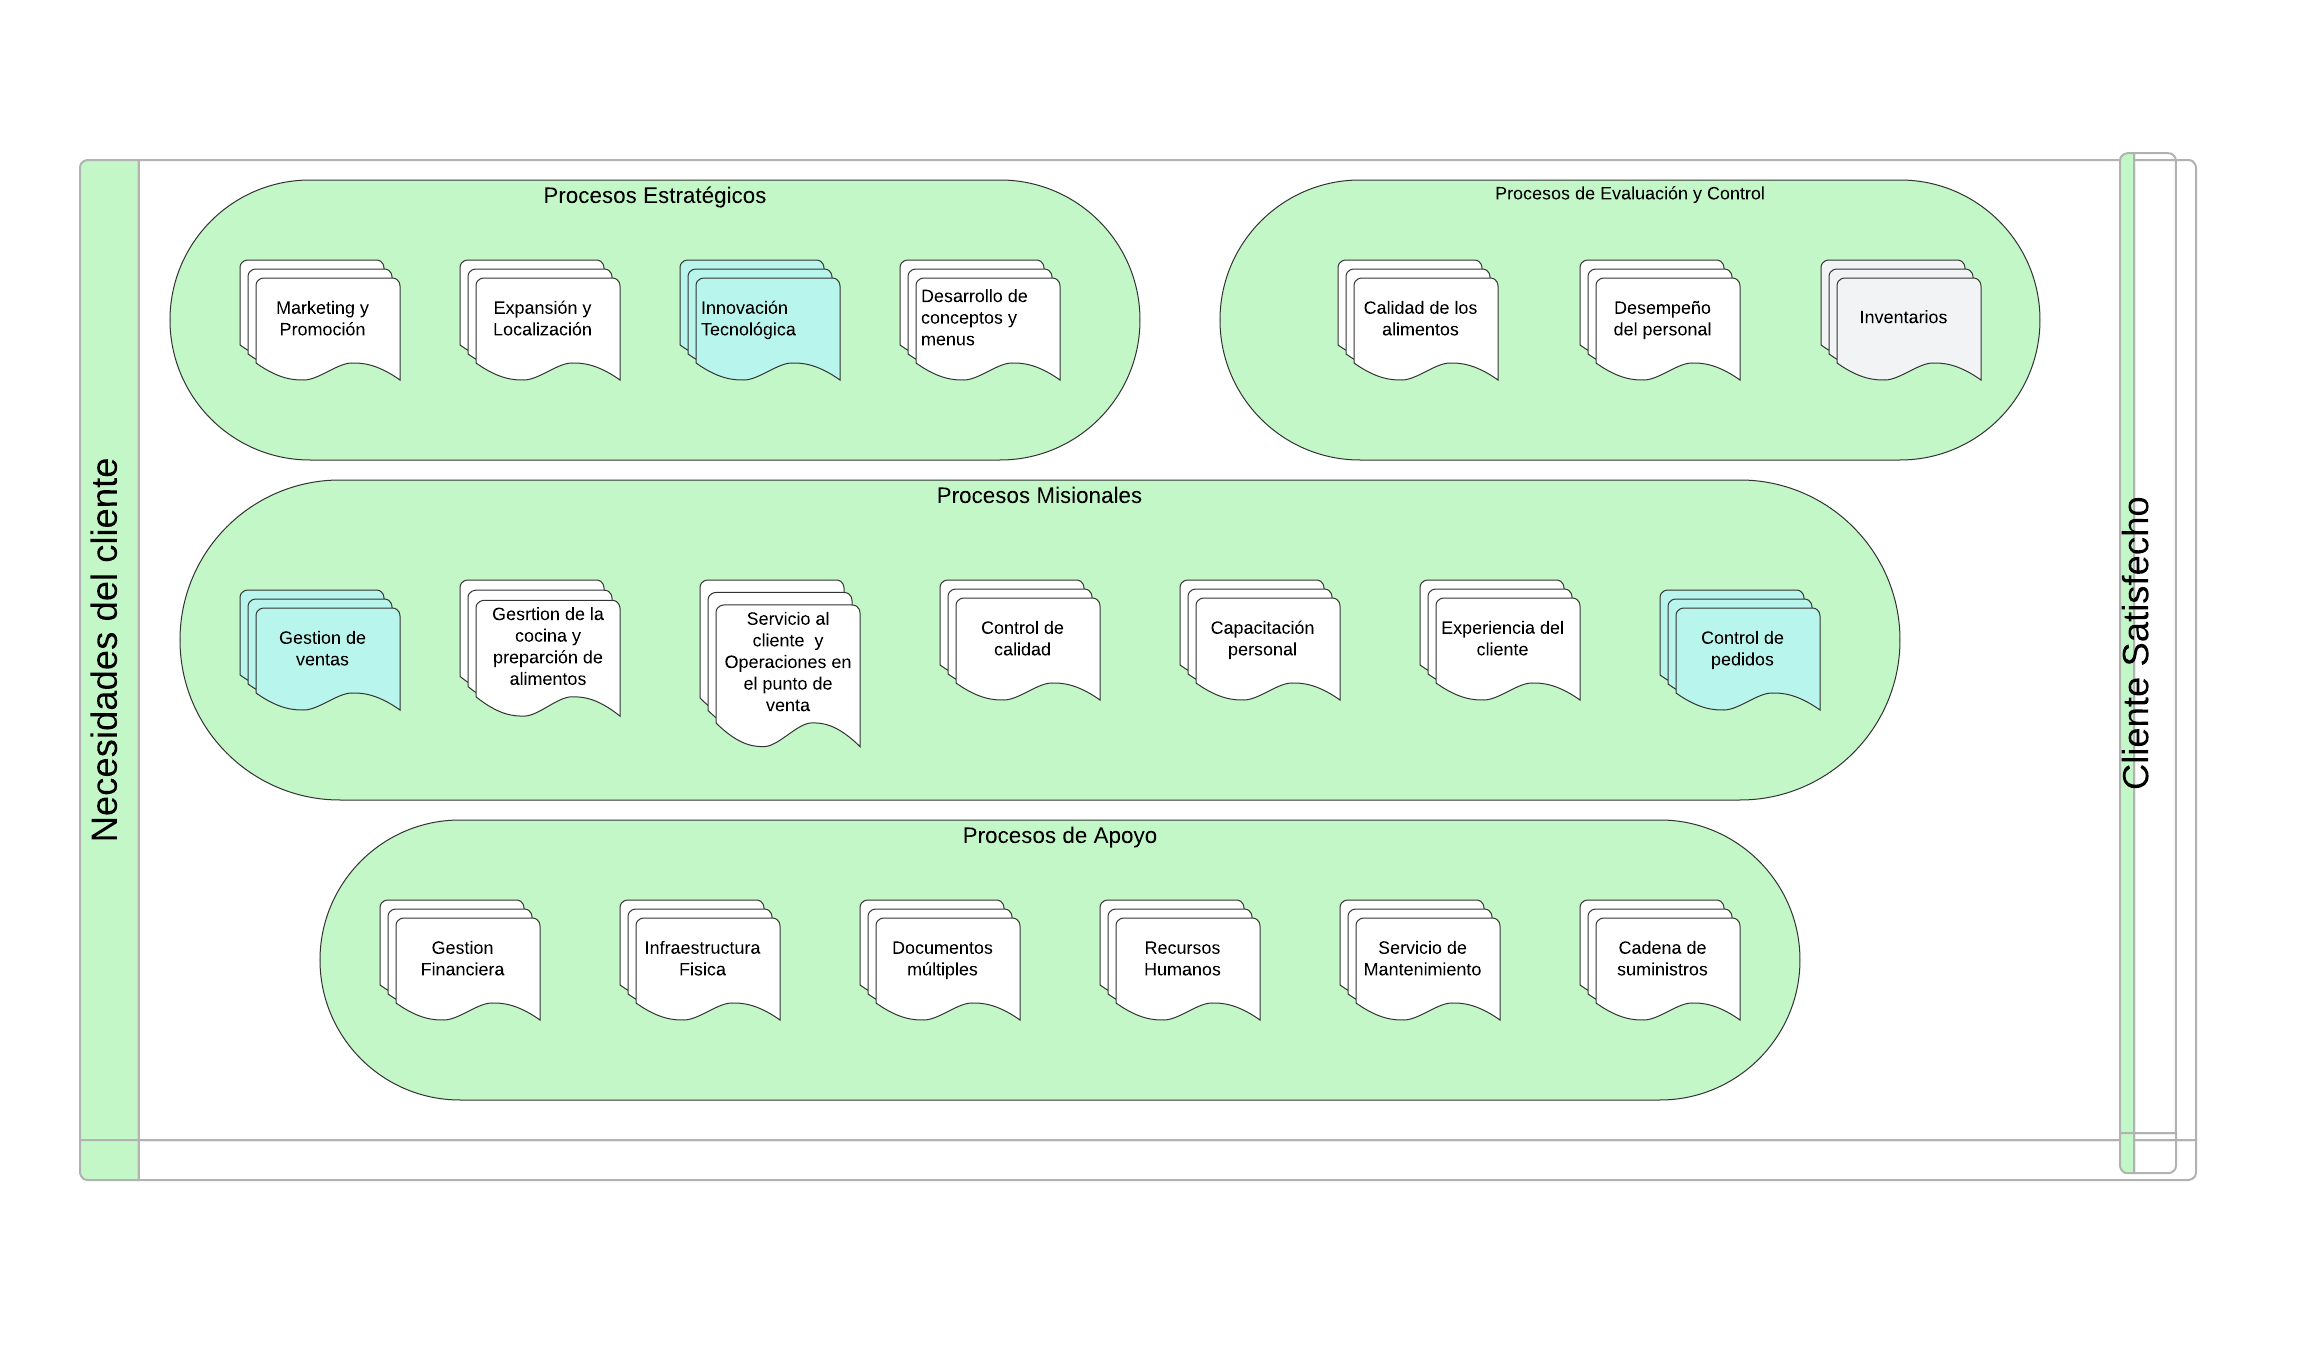 Necesidades del cliente
Procesos Estratégicos
Marketing y
Promoción
Expansión y
Localización
Innovación
Tecnológica
Desarrollo de
conceptos y
menus
Procesos de Evaluación y Control
Calidad de los
alimentos
Desempeño
del personal
Inventarios
Procesos Misionales
Gestion de
ventas
Gesrtion de la
cocina y
preparción de
alimentos
Servicio al
cliente y
Operaciones en
el punto de
venta
Control de
calidad
Capacitación
personal
Experiencia del
cliente
Control de
pedidos
Procesos de Apoyo
Gestion
Financiera
Infraestructura
Fisica
Documentos
múltiples
Recursos
Humanos
Servicio de
Mantenimiento
Cadena de
suministros
Cliente Satisfecho